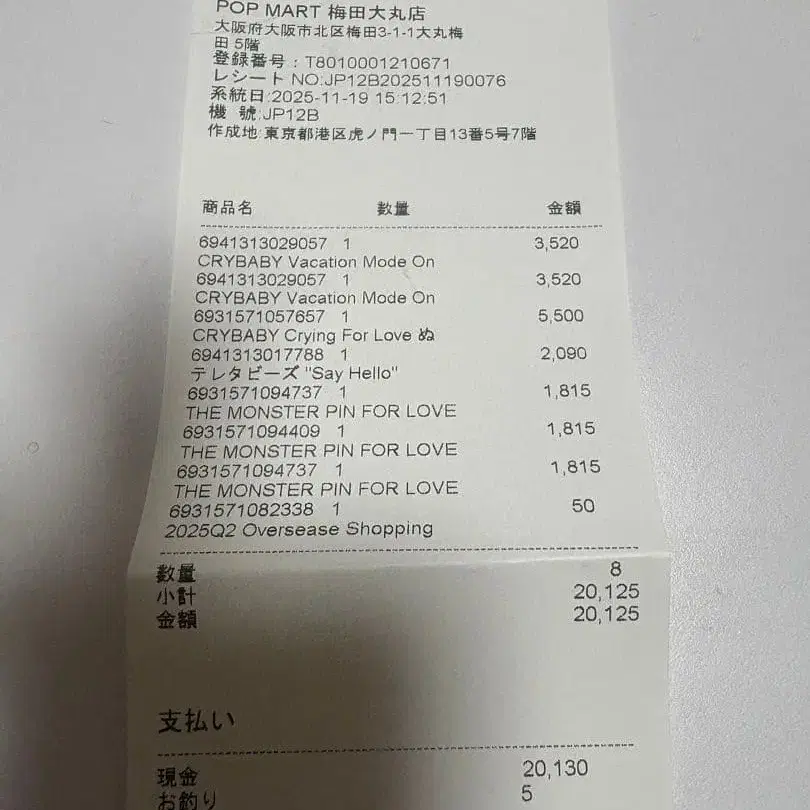 POP MART 梅田大丸店
大阪府大阪市北区梅田3-1-1大丸梅
田 5階
登録番号：T8010001210671
レシート NO:JP12B202511190076
系統日:2025-11-19 15:12:51
機 號:JP12B
作成地:東京都港区虎ノ門一丁目13番5号7階
商品名 数量 金額
6941313029057 1 3,520
CRYBABY Vacation Mode On
6941313029057 1 3,520
CRYBABY Vacation Mode On
6931571057657 1 5,500
CRYBABY Crying For Love ぬ
6941313017788 1 2,090
テレタビーズ "Say Hello"
6931571094737 1 1,815
THE MONSTER PIN FOR LOVE
6931571094409 1 1,815
THE MONSTER PIN FOR LOVE
6931571094737 1 1,815
THE MONSTER PIN FOR LOVE
6931571082338 1 50
2025Q2 Oversease Shopping
数量 8
小計 20,125
金額 20,125
支払い
現金 20,130
お釣り 5